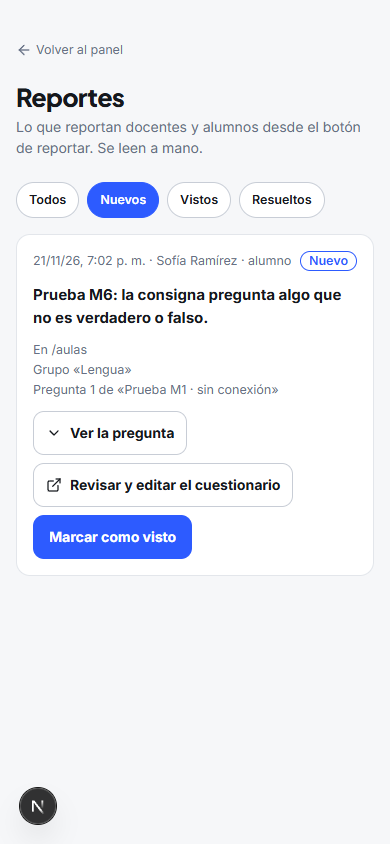 Volver al panel
Reportes
Lo que reportan docentes y alumnos desde el botón
de reportar. Se leen a mano.
Todos
Nuevos
Vistos
Resueltos
21/11/26, 7:02 p. m. · Sofía Ramírez · alumno
Nuevo
Prueba M6: la consigna pregunta algo que
no es verdadero o falso.
En /aulas
Grupo «Lengua»
Pregunta 1 de «Prueba M1 · sin conexión»
Ver la pregunta
Revisar y editar el cuestionario
Marcar como visto
N